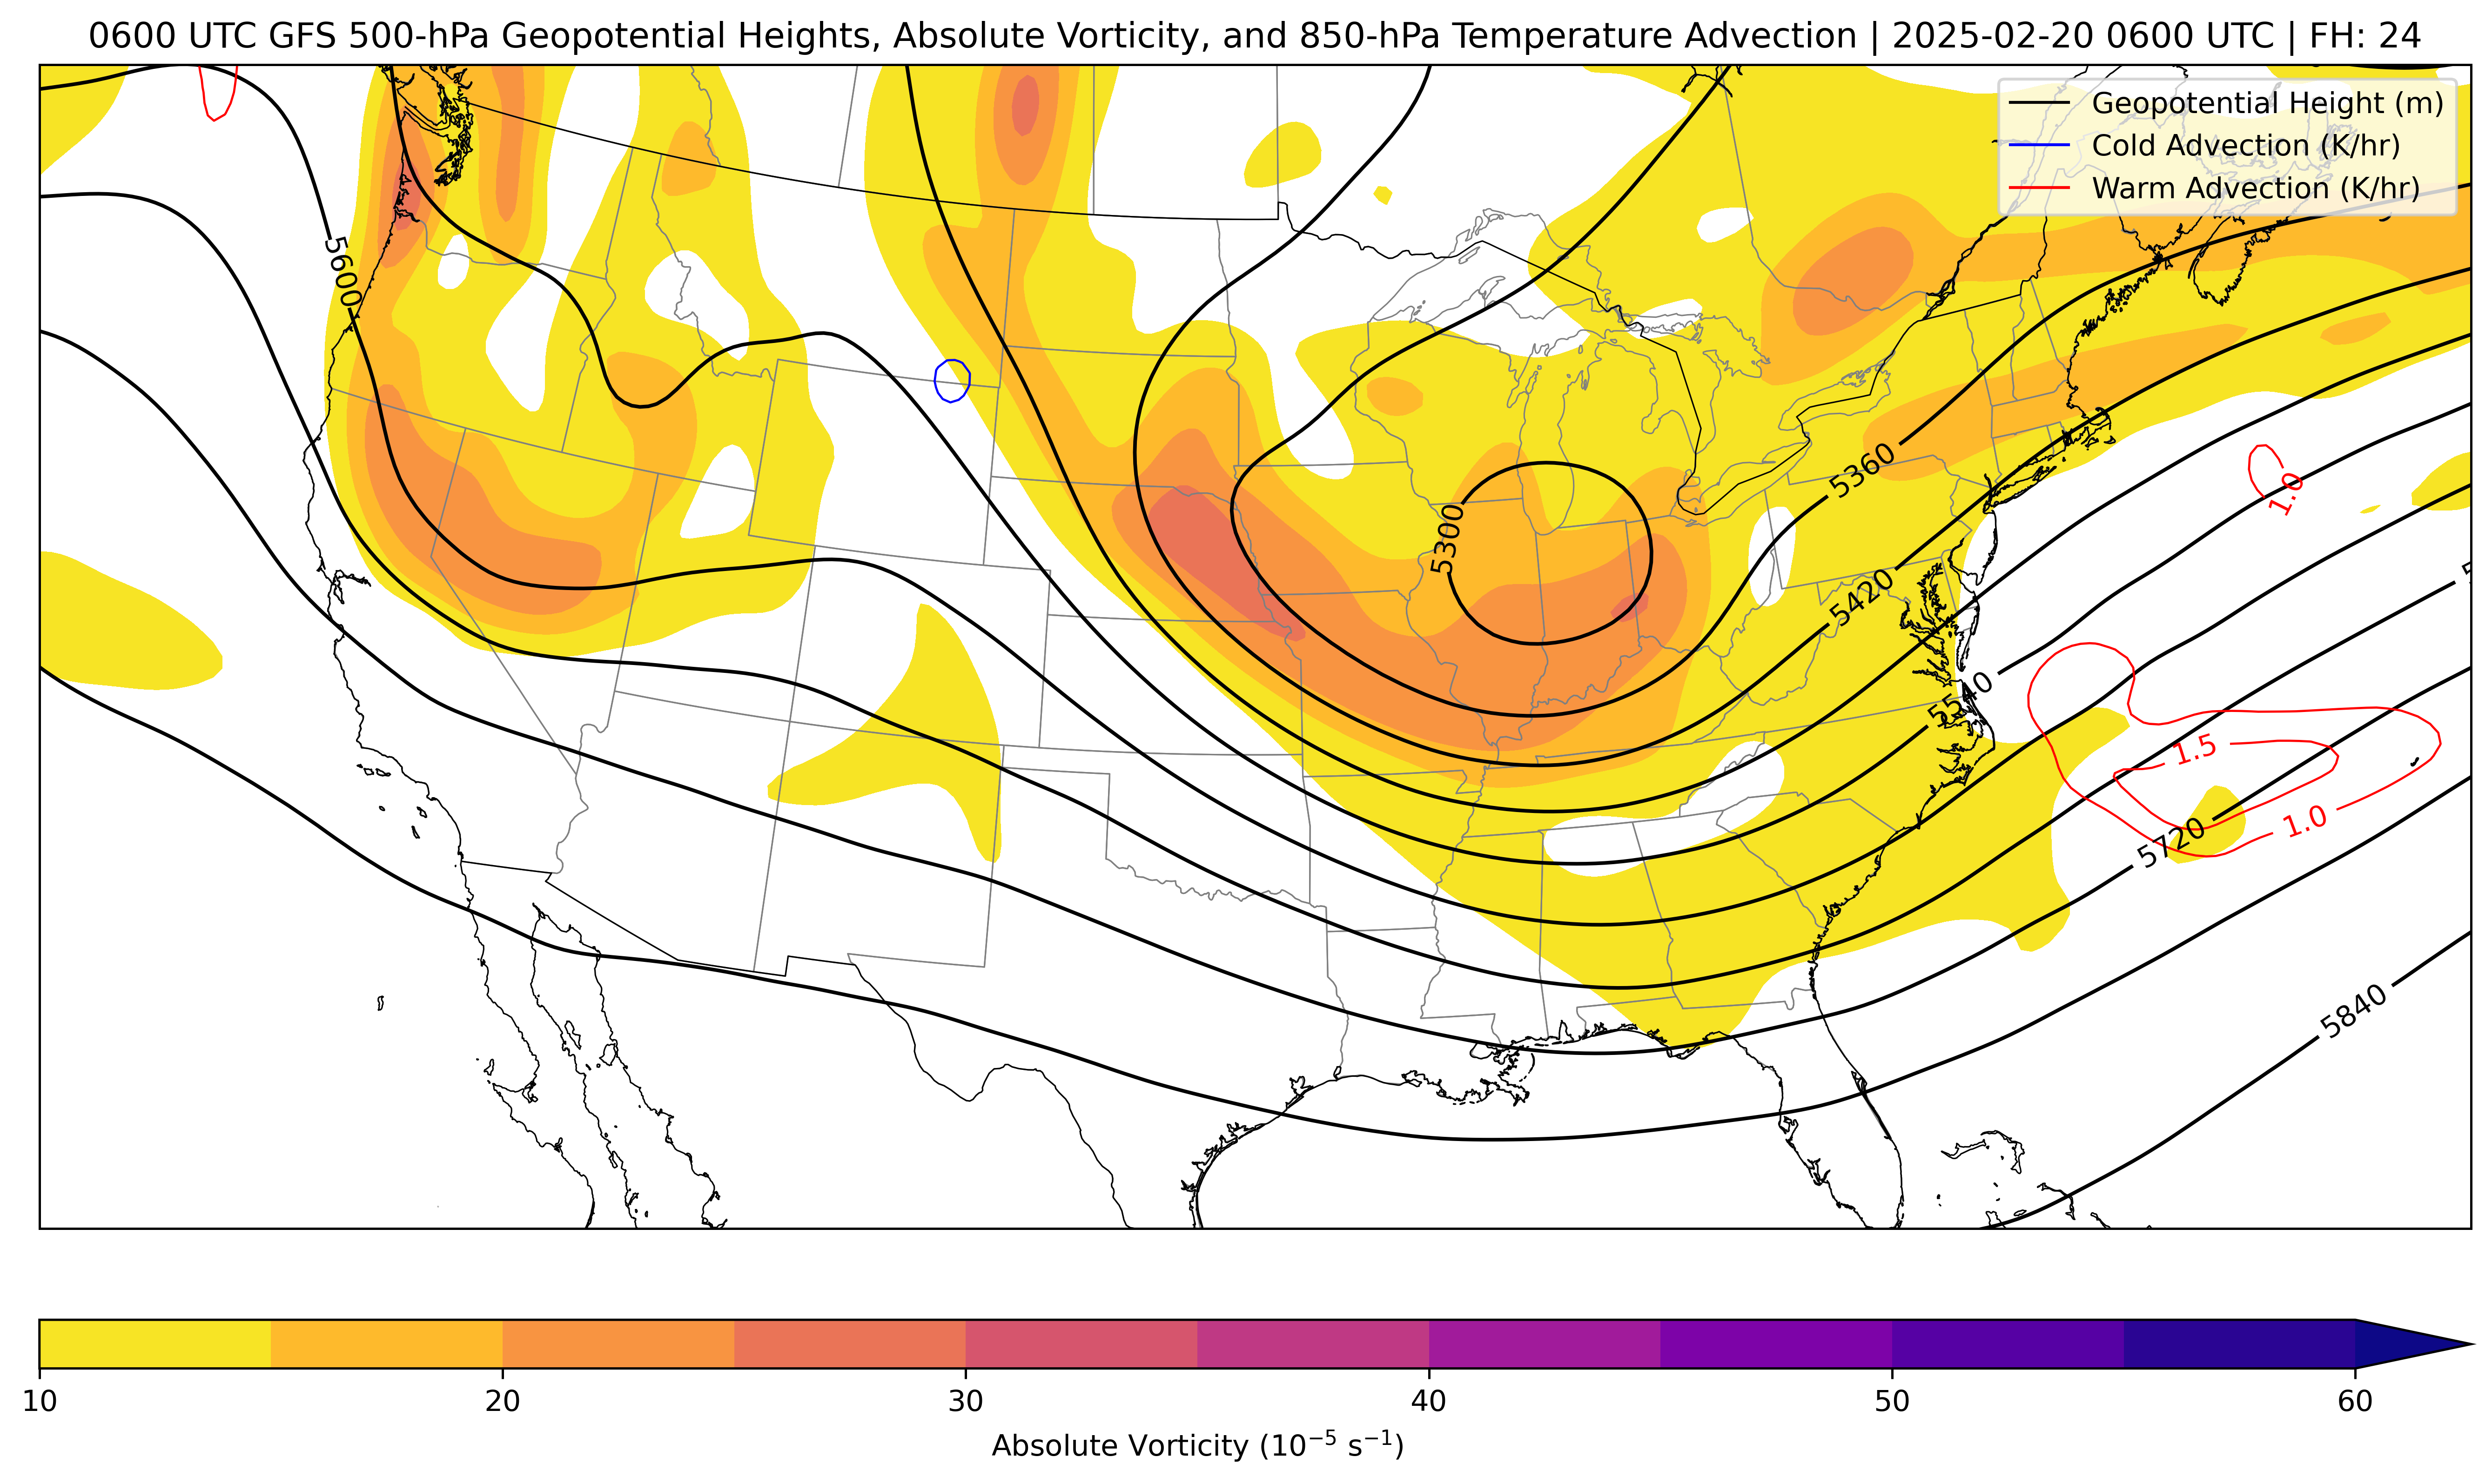 0600 UTC GFS 500-hPa Geopotential Heights, Absolute Vorticity, and 850-hPa Temperature Advection | 2025-02-20 0600 UTC | FH: 24
Geopotential Height (m)
Cold Advection (K/hr)
Warm Advection (K/hr)
5600
5360
1.0
5300
5420
5540
1.5
1.0
5720
5840
10 20 30 40 50 60
Absolute Vorticity (10⁻⁵ s⁻¹)